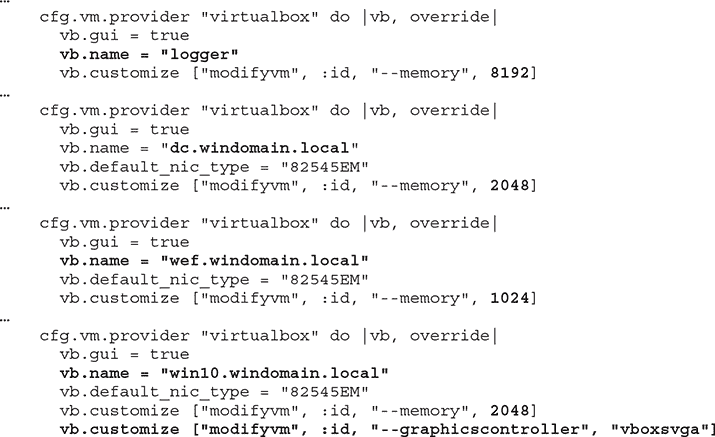 …
cfg.vm.provider "virtualbox" do |vb, override|
vb.gui = true
vb.name = "logger"
vb.customize ["modifyvm", :id, "--memory", 8192]
…
cfg.vm.provider "virtualbox" do |vb, override|
vb.gui = true
vb.name = "dc.windomain.local"
vb.default_nic_type = "82545EM"
vb.customize ["modifyvm", :id, "--memory", 2048]
…
cfg.vm.provider "virtualbox" do |vb, override|
vb.gui = true
vb.name = "wef.windomain.local"
vb.default_nic_type = "82545EM"
vb.customize ["modifyvm", :id, "--memory", 1024]
…
cfg.vm.provider "virtualbox" do |vb, override|
vb.gui = true
vb.name = "win10.windomain.local"
vb.default_nic_type = "82545EM"
vb.customize ["modifyvm", :id, "--memory", 2048]
vb.customize ["modifyvm", :id, "--graphicscontroller", "vboxsvga"]